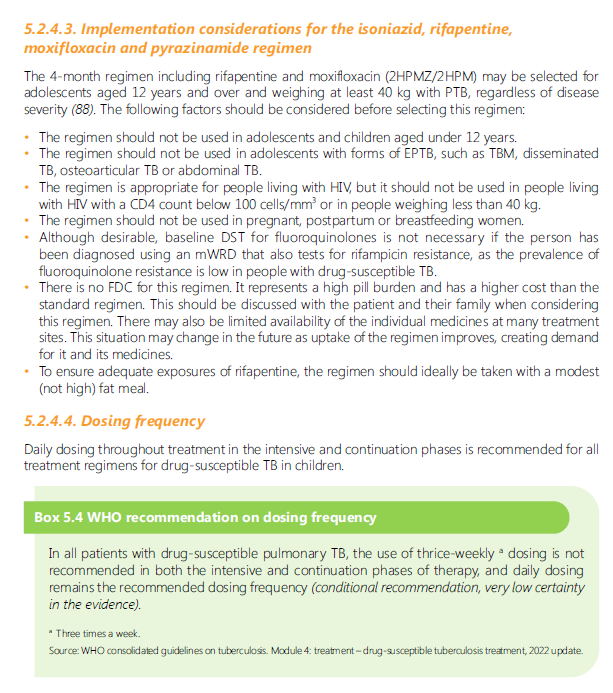 5.2.4.3. Implementation considerations for the isoniazid, rifapentine,
moxifloxacin and pyrazinamide regimen
The 4-month regimen including rifapentine and moxifloxacin (2HPMZ/2HPM) may be selected for
adolescents aged 12 years and over and weighing at least 40 kg with PTB, regardless of disease
severity (88). The following factors should be considered before selecting this regimen:
• The regimen should not be used in adolescents and children aged under 12 years.
• The regimen should not be used in adolescents with forms of EPTB, such as TBM, disseminated
TB, osteoarticular TB or abdominal TB.
• The regimen is appropriate for people living with HIV, but it should not be used in people living
with HIV with a CD4 count below 100 cells/mm³ or in people weighing less than 40 kg.
• The regimen should not be used in pregnant, postpartum or breastfeeding women.
• Although desirable, baseline DST for fluoroquinolones is not necessary if the person has
been diagnosed using an mWRD that also tests for rifampicin resistance, as the prevalence of
fluoroquinolone resistance is low in people with drug-susceptible TB.
• There is no FDC for this regimen. It represents a high pill burden and has a higher cost than the
standard regimen. This should be discussed with the patient and their family when considering
this regimen. There may also be limited availability of the individual medicines at many treatment
sites. This situation may change in the future as uptake of the regimen improves, creating demand
for it and its medicines.
• To ensure adequate exposures of rifapentine, the regimen should ideally be taken with a modest
(not high) fat meal.
5.2.4.4. Dosing frequency
Daily dosing throughout treatment in the intensive and continuation phases is recommended for all
treatment regimens for drug-susceptible TB in children.
Box 5.4 WHO recommendation on dosing frequency
In all patients with drug-susceptible pulmonary TB, the use of thrice-weekly ᵃ dosing is not
recommended in both the intensive and continuation phases of therapy, and daily dosing
remains the recommended dosing frequency (conditional recommendation, very low certainty
in the evidence).
ᵃ Three times a week.
Source: WHO consolidated guidelines on tuberculosis. Module 4: treatment – drug-susceptible tuberculosis treatment, 2022 update.